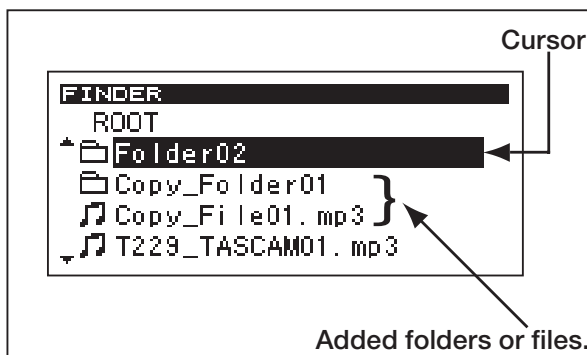 Cursor
FINDER
ROOT
Folder02
Copy_Folder01
Copy_File01.mp3
T229_TASCAM01.mp3
Added folders or files.